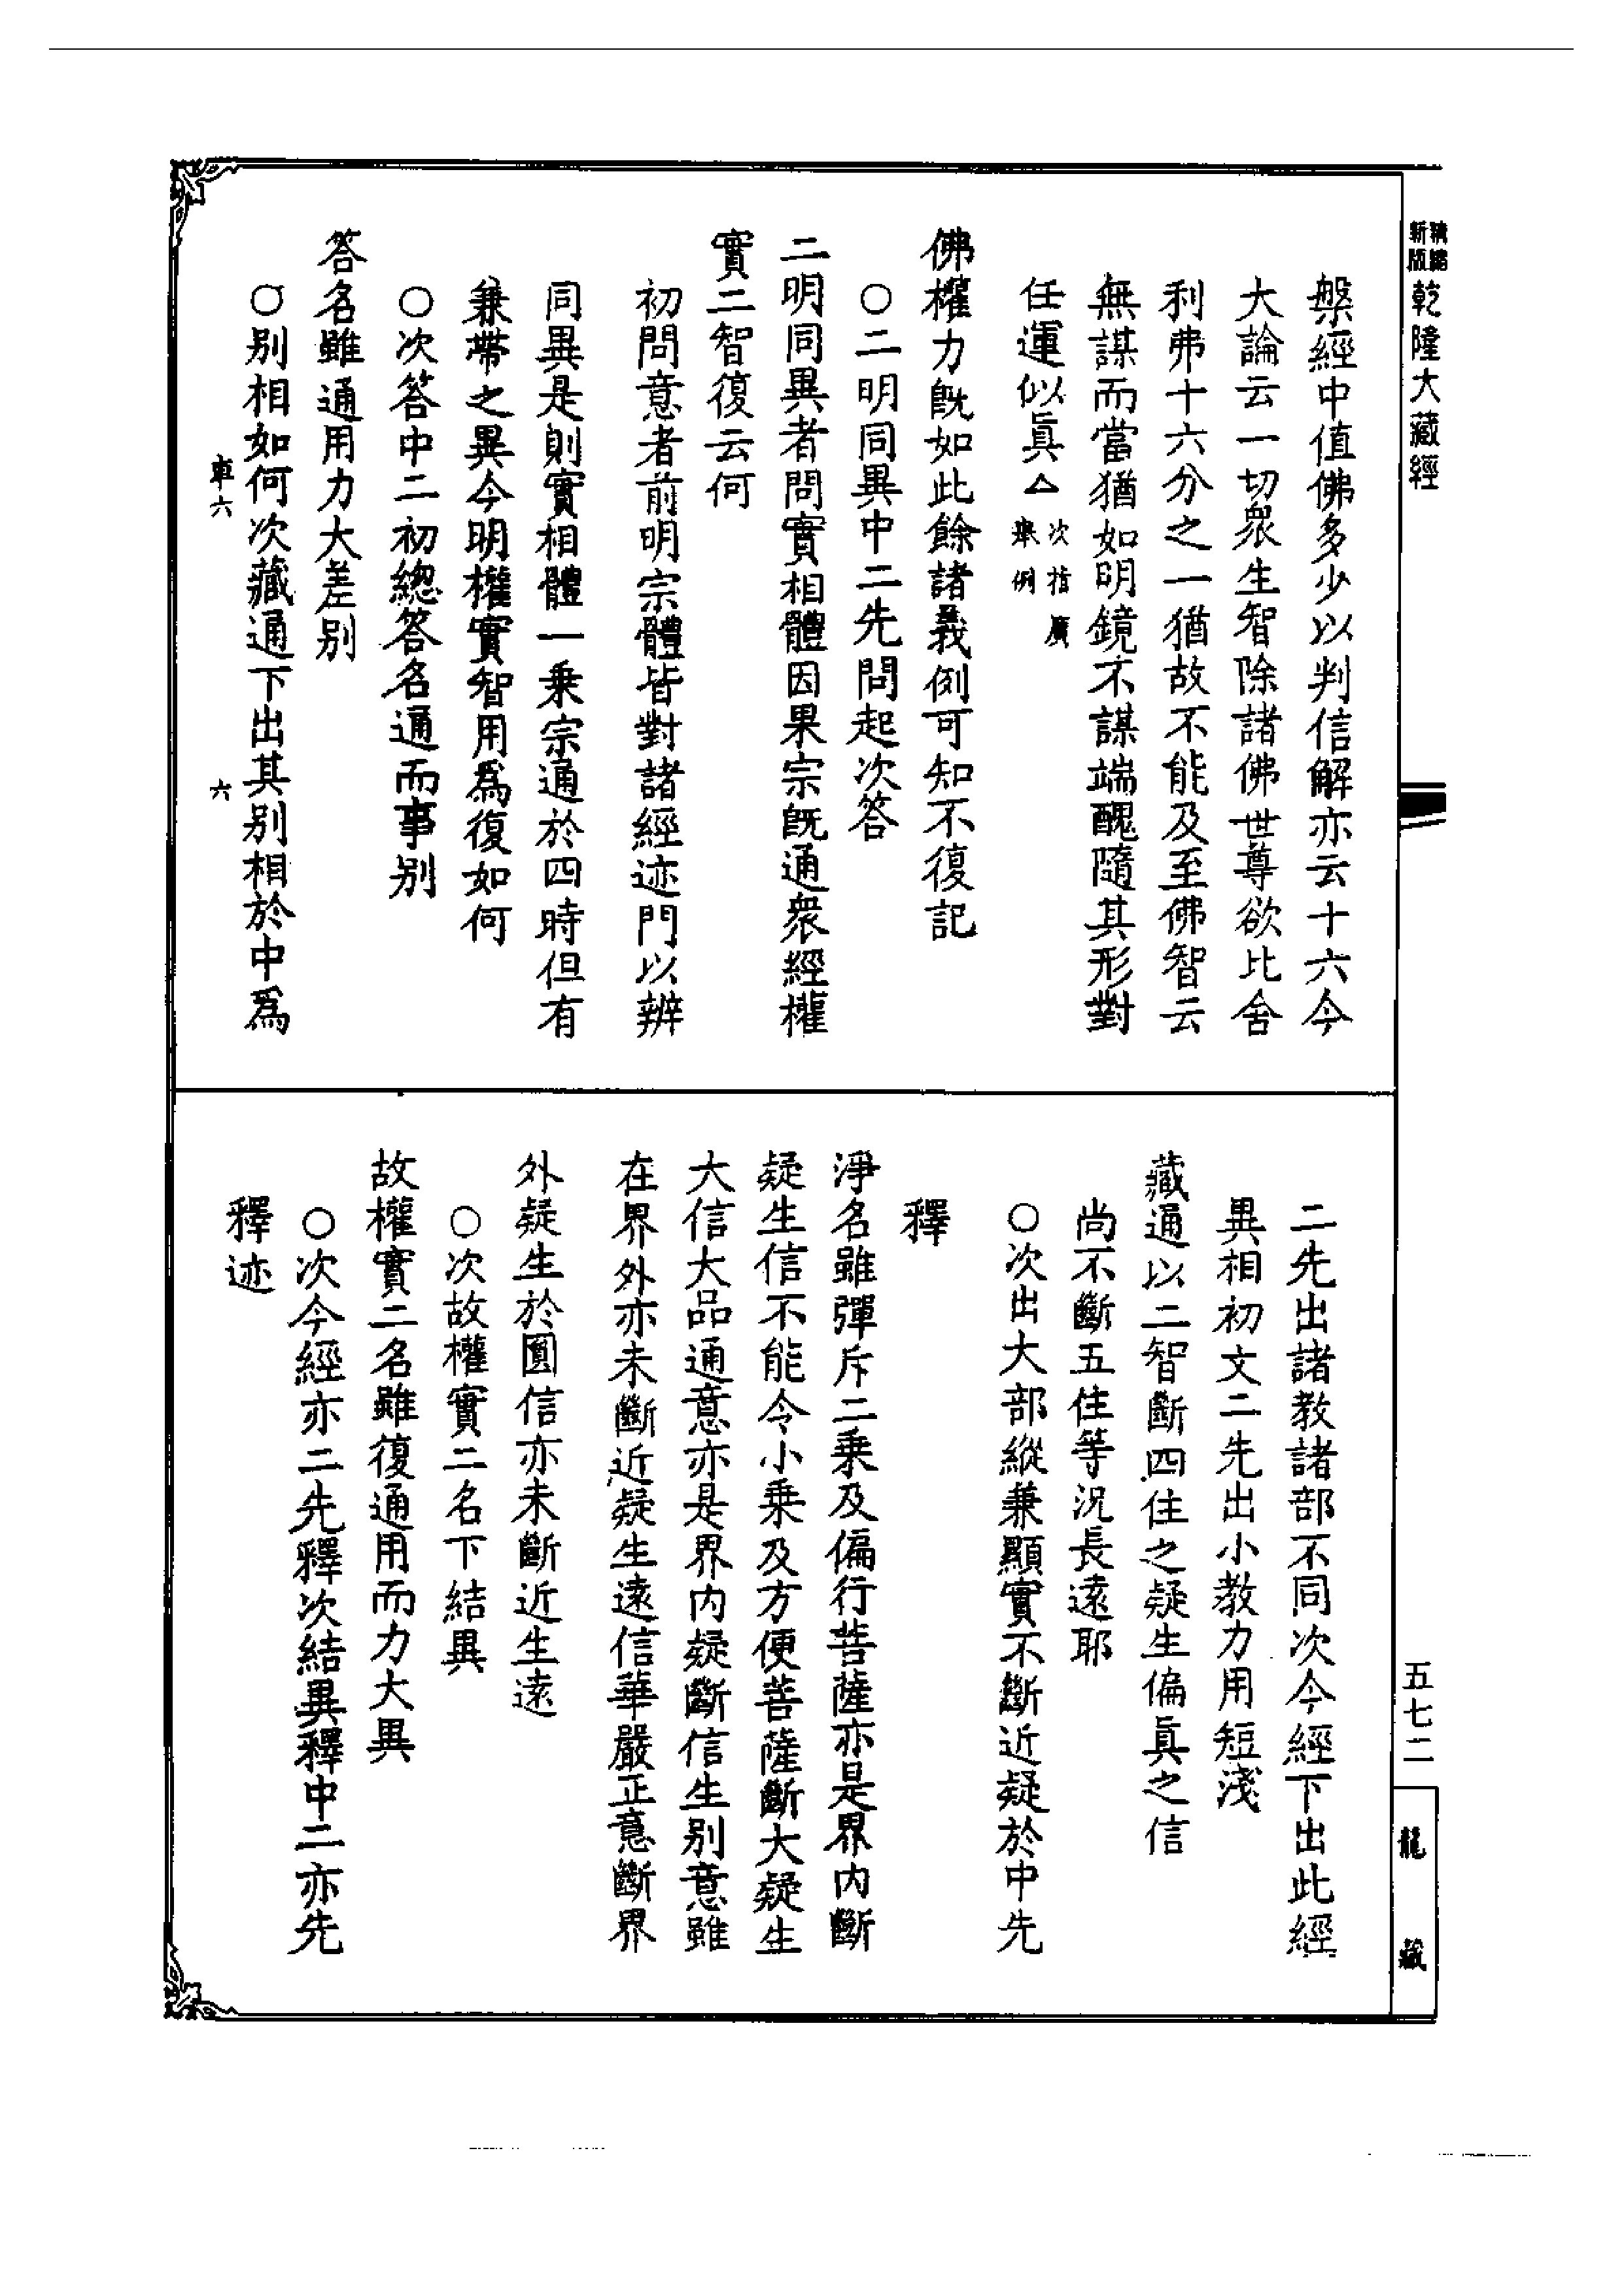 精縮
新版
乾隆大藏經
槃經中值佛多少以判信解亦云十六今
大論云一切衆生智除諸佛世尊欲比舍
利弗十六分之一猶故不能及至佛智云
無謀而當猶如明鏡不謀端醜隨其形對
任運似眞△次指廣
舉例
佛權力旣如此餘諸義例可知不復記
○二明同異中二先問起次答
二明同異者問實相體因果宗旣通衆經權
實二智復云何
初問意者前明宗體皆對諸經迹門以辨
同異是則實相體一乘宗通於四時但有
兼帶之異今明權實智用爲復如何
○次答中二初總答名通而事别
答名雖通用力大差别
○别相如何次藏通下出其别相於中爲
車六
六
二先出諸教諸部不同次今經下出此經
異相初文二先出小教力用短淺
藏通以二智斷四住之疑生偏眞之信
尚不斷五住等況長遠耶
○次出大部縱兼顯實不斷近疑於中先
釋
淨名雖彈斥二乘及偏行菩薩亦是界内斷
疑生信不能令小乘及方便菩薩斷大疑生
大信大品通意亦是界内疑斷信生别意雖
在界外亦未斷近疑生遠信華嚴正意斷界
外疑生於圓信亦未斷近生遠
○次故權實二名下結異
故權實二名雖復通用而力大異
○次今經亦二先釋次結異釋中二亦先
釋迹
五七二
龍藏